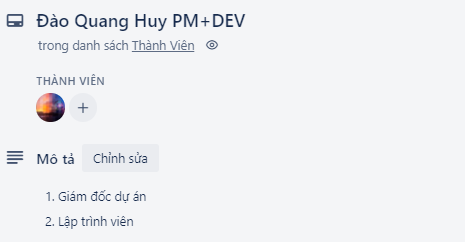 Đào Quang Huy PM+DEV
trong danh sách Thành Viên
THÀNH VIÊN
+
Mô tả Chỉnh sửa
1. Giám đốc dự án
2. Lập trình viên